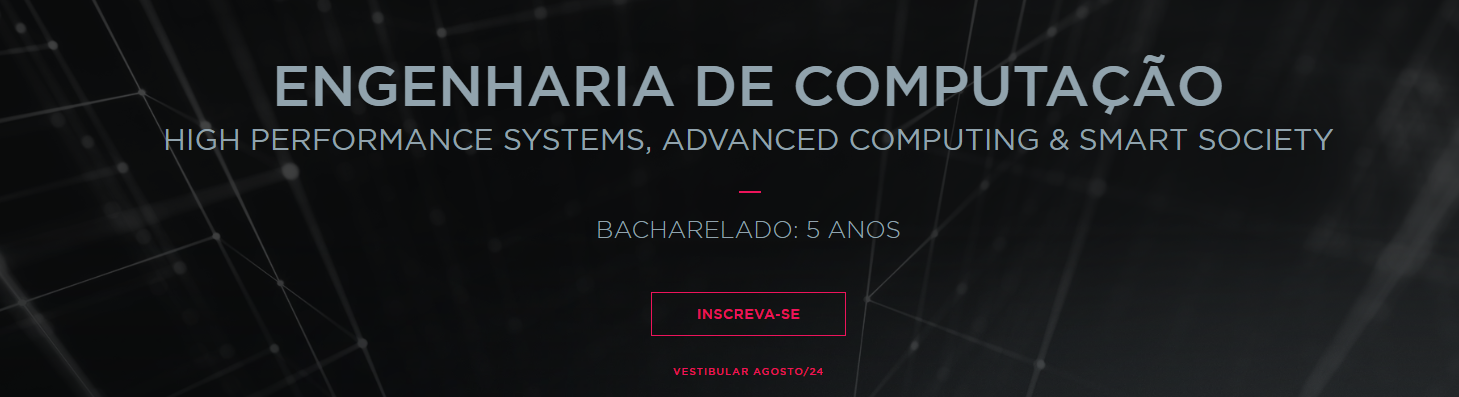 ENGENHARIA DE COMPUTAÇÃO
HIGH PERFORMANCE SYSTEMS, ADVANCED COMPUTING & SMART SOCIETY
BACHARELADO: 5 ANOS
INSCREVA-SE
VESTIBULAR AGOSTO/24